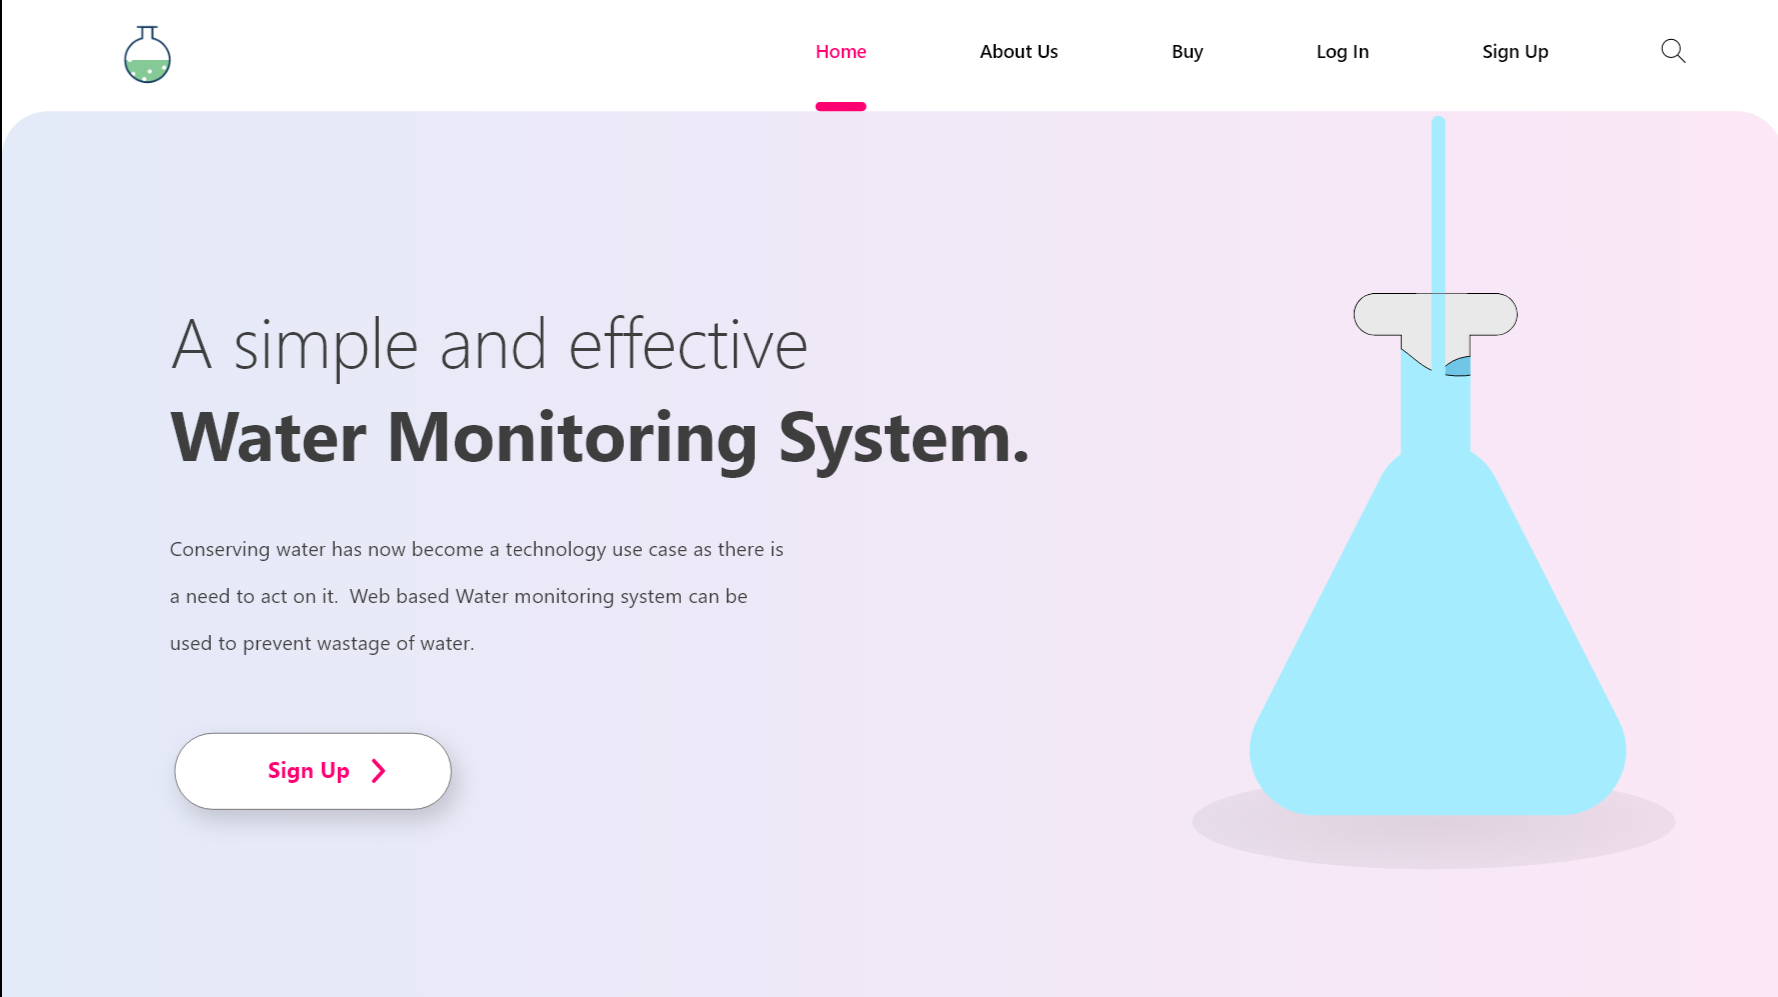 Home About Us Buy Log In Sign Up
A simple and effective
Water Monitoring System.
Conserving water has now become a technology use case as there is
a need to act on it.  Web based Water monitoring system can be
used to prevent wastage of water.
Sign Up